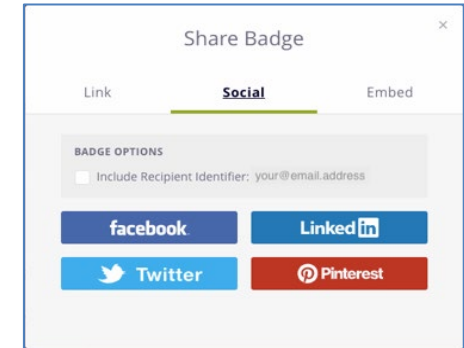 Share Badge
×
Link Social Embed
BADGE OPTIONS
Include Recipient Identifier: your@email.address
facebook. Linked in
Twitter Pinterest